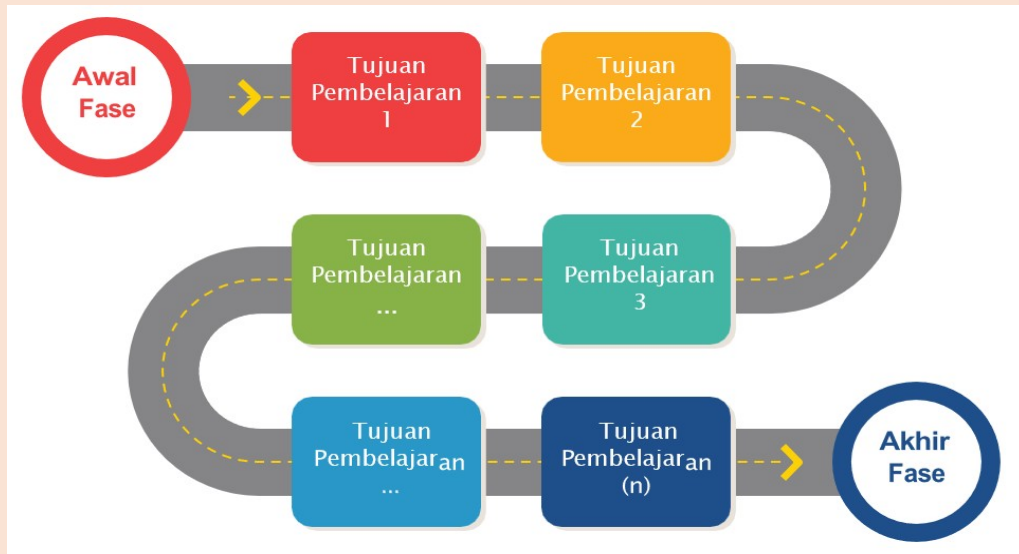 Awal
Fase
Tujuan
Pembelajaran
1
Tujuan
Pembelajaran
2
Tujuan
Pembelajaran
3
Tujuan
Pembelajaran
...
Tujuan
Pembelajaran
...
Tujuan
Pembelajaran
(n)
Akhir
Fase